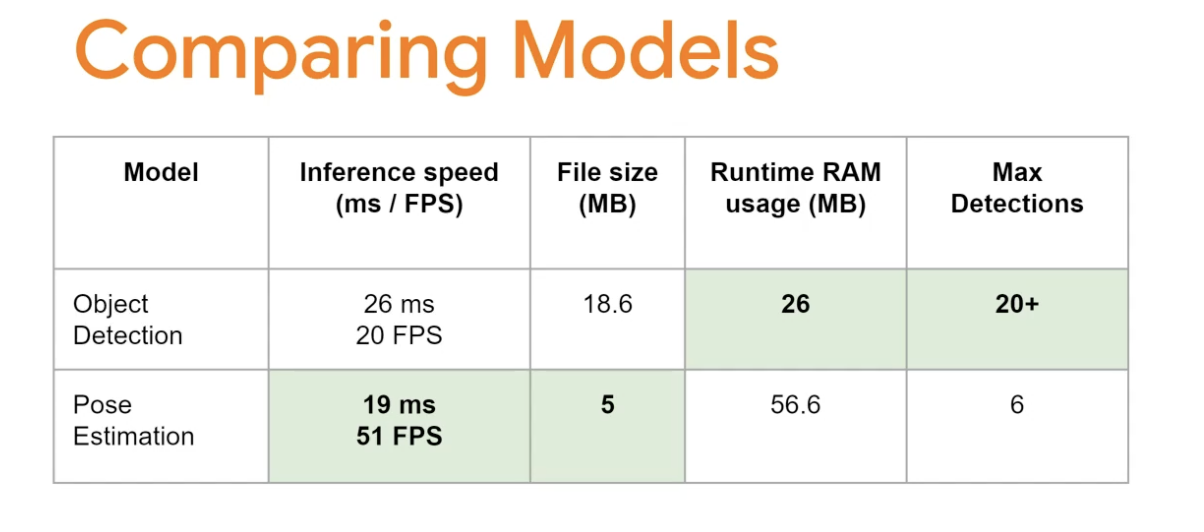 Comparing Models
Model
Inference speed
(ms / FPS)
File size
(MB)
Runtime RAM
usage (MB)
Max
Detections
Object
Detection
26 ms
20 FPS
18.6
26
20+
Pose
Estimation
19 ms
51 FPS
5
56.6
6